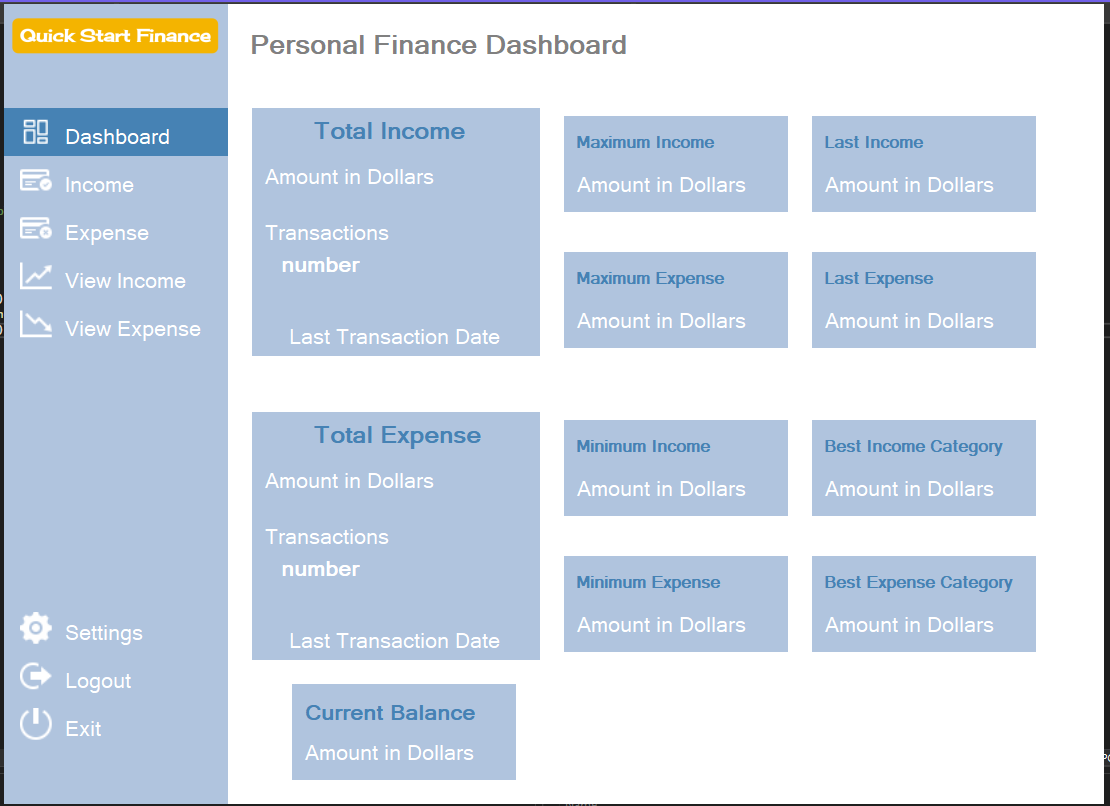 Quick Start Finance
Personal Finance Dashboard
Dashboard
Income
Expense
View Income
View Expense
Settings
Logout
Exit
Total Income
Amount in Dollars
Transactions
number
Last Transaction Date
Maximum Income
Amount in Dollars
Last Income
Amount in Dollars
Maximum Expense
Amount in Dollars
Last Expense
Amount in Dollars
Total Expense
Amount in Dollars
Transactions
number
Last Transaction Date
Minimum Income
Amount in Dollars
Best Income Category
Amount in Dollars
Minimum Expense
Amount in Dollars
Best Expense Category
Amount in Dollars
Current Balance
Amount in Dollars